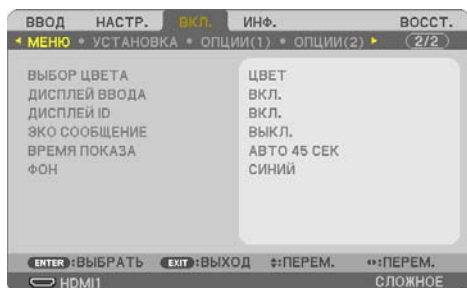 ВВОД НАСТР. ВКЛ. ИНФ. ВОССТ.
МЕНЮ • УСТАНОВКА • ОПЦИИ(1) • ОПЦИИ(2) 2/2
ВЫБОР ЦВЕТА ЦВЕТ
ДИСПЛЕЙ ВВОДА ВКЛ.
ДИСПЛЕЙ ID ВКЛ.
ЭКО СООБЩЕНИЕ ВЫКЛ.
ВРЕМЯ ПОКАЗА АВТО 45 СЕК
ФОН СИНИЙ
ENTER :ВЫБРАТЬ EXIT :ВЫХОД :ПЕРЕМ. :ПЕРЕМ.
HDMI1 СЛОЖНОЕ